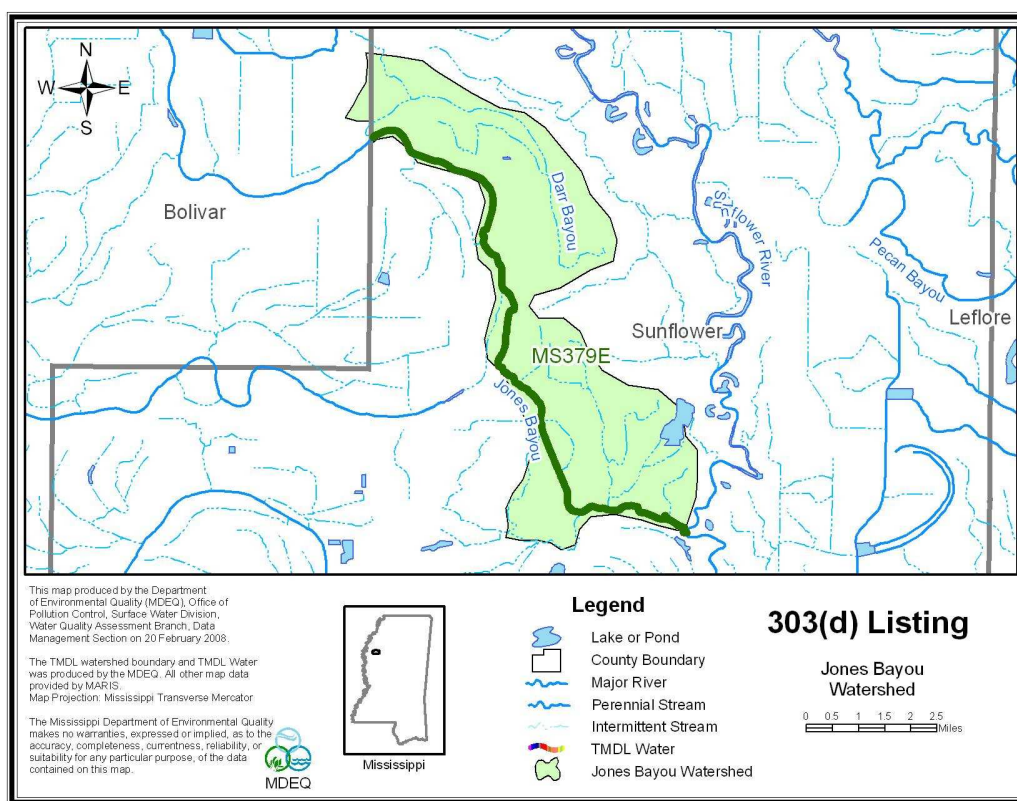 N
W E
S
Bolivar
Darr Bayou
Sunflower River
Pecan Bayou
Leflore
Sunflower
MS379E
Jones Bayou
This map produced by the Department
of Environmental Quality (MDEQ), Office of
Pollution Control, Surface Water Division,
Water Quality Assessment Branch, Data
Management Section on 20 February 2008.
The TMDL watershed boundary and TMDL Water
was produced by the MDEQ. All other map data
provided by MARIS.
Map Projection: Mississippi Transverse Mercator
The Mississippi Department of Environmental Quality
makes no warranties, expressed or implied, as to the
accuracy, completeness, currentness, reliability, or
suitability for any particular purpose, of the data
contained on this map.
MDEQ
Mississippi
Legend
Lake or Pond
County Boundary
Major River
Perennial Stream
Intermittent Stream
TMDL Water
Jones Bayou Watershed
303(d) Listing
Jones Bayou
Watershed
0 0.5 1 1.5 2 2.5
Miles